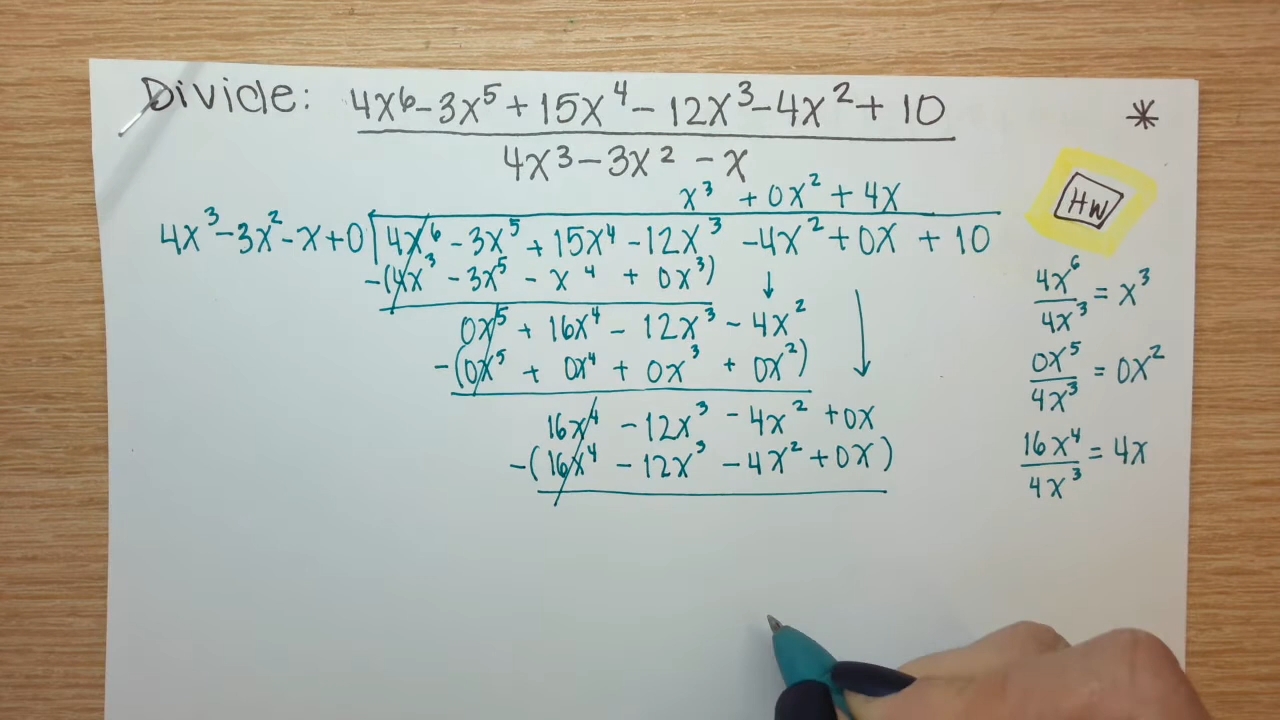 Divide: 4x⁶ - 3x⁵ + 15x⁴ - 12x³ - 4x² + 10
*
4x³ - 3x² - x
HW
x³ + 0x² + 4x
4x³ - 3x² - x + 0 4x⁶ - 3x⁵ + 15x⁴ - 12x³ - 4x² + 0x + 10
-(4x³ - 3x⁵ - x⁴ + 0x³) ↓
0x⁵ + 16x⁴ - 12x³ - 4x²
-(0x⁵ + 0x⁴ + 0x³ + 0x²)
16x⁴ - 12x³ - 4x² + 0x
-(16x⁴ - 12x³ - 4x² + 0x)
4x⁶/4x³ = x³
0x⁵/4x³ = 0x²
16x⁴/4x³ = 4x